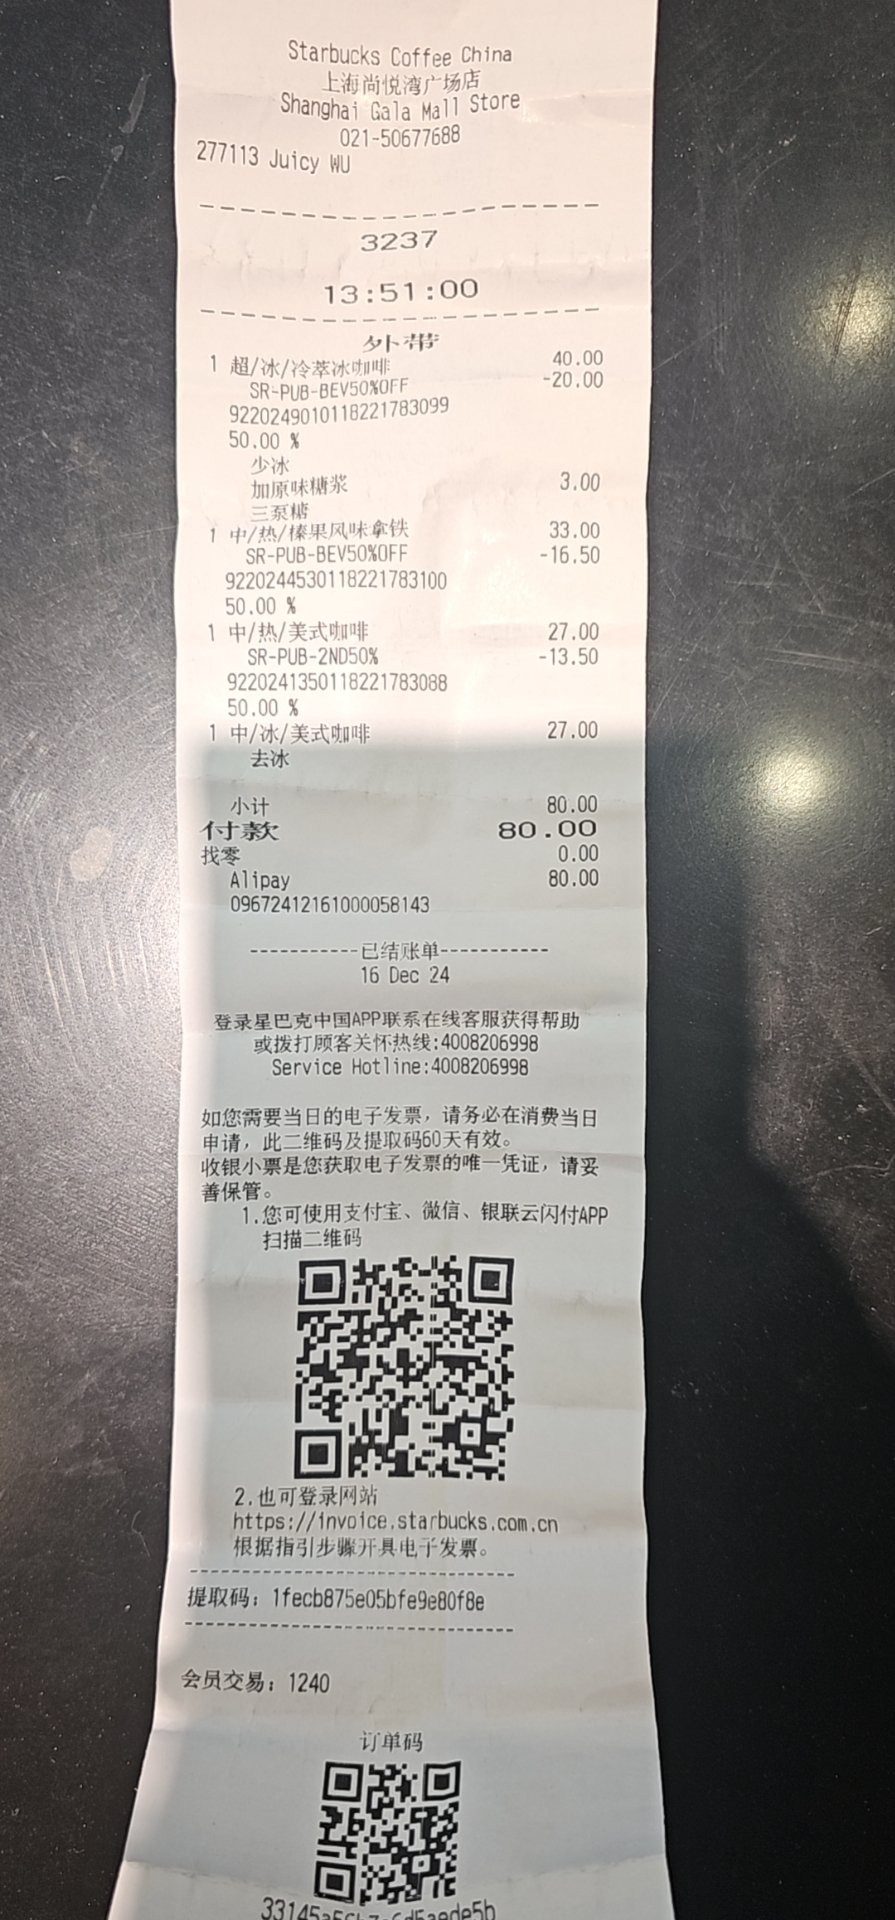 Starbucks Coffee China
上海尚悦湾广场店
Shanghai Gala Mall Store
021-50677688
277113 Juicy WU
3237
13:51:00
外带
1 超/冰/冷萃冰咖啡 40.00
SR-PUB-BEV50%OFF -20.00
9220249010118221783099
50.00 %
少冰
加原味糖浆 3.00
三泵糖
1 中/热/榛果风味拿铁 33.00
SR-PUB-BEV50%OFF -16.50
9220244530118221783100
50.00 %
1 中/热/美式咖啡 27.00
SR-PUB-2ND50% -13.50
9220241350118221783088
50.00 %
1 中/冰/美式咖啡 27.00
去冰
小计 80.00
付款 80.00
找零 0.00
Alipay 80.00
09672412161000058143
-----------已结账单-----------
16 Dec 24
登录星巴克中国APP联系在线客服获得帮助
或拨打顾客关怀热线:4008206998
Service Hotline:4008206998
如您需要当日的电子发票，请务必在消费当日
申请，此二维码及提取码60天有效。
收银小票是您获取电子发票的唯一凭证，请妥
善保管。
1.您可使用支付宝、微信、银联云闪付APP
扫描二维码
2.也可登录网站
https://invoice.starbucks.com.cn
根据指引步骤开具电子发票。
提取码：1fecb875e05bfe9e80f8e
会员交易：1240
订单码